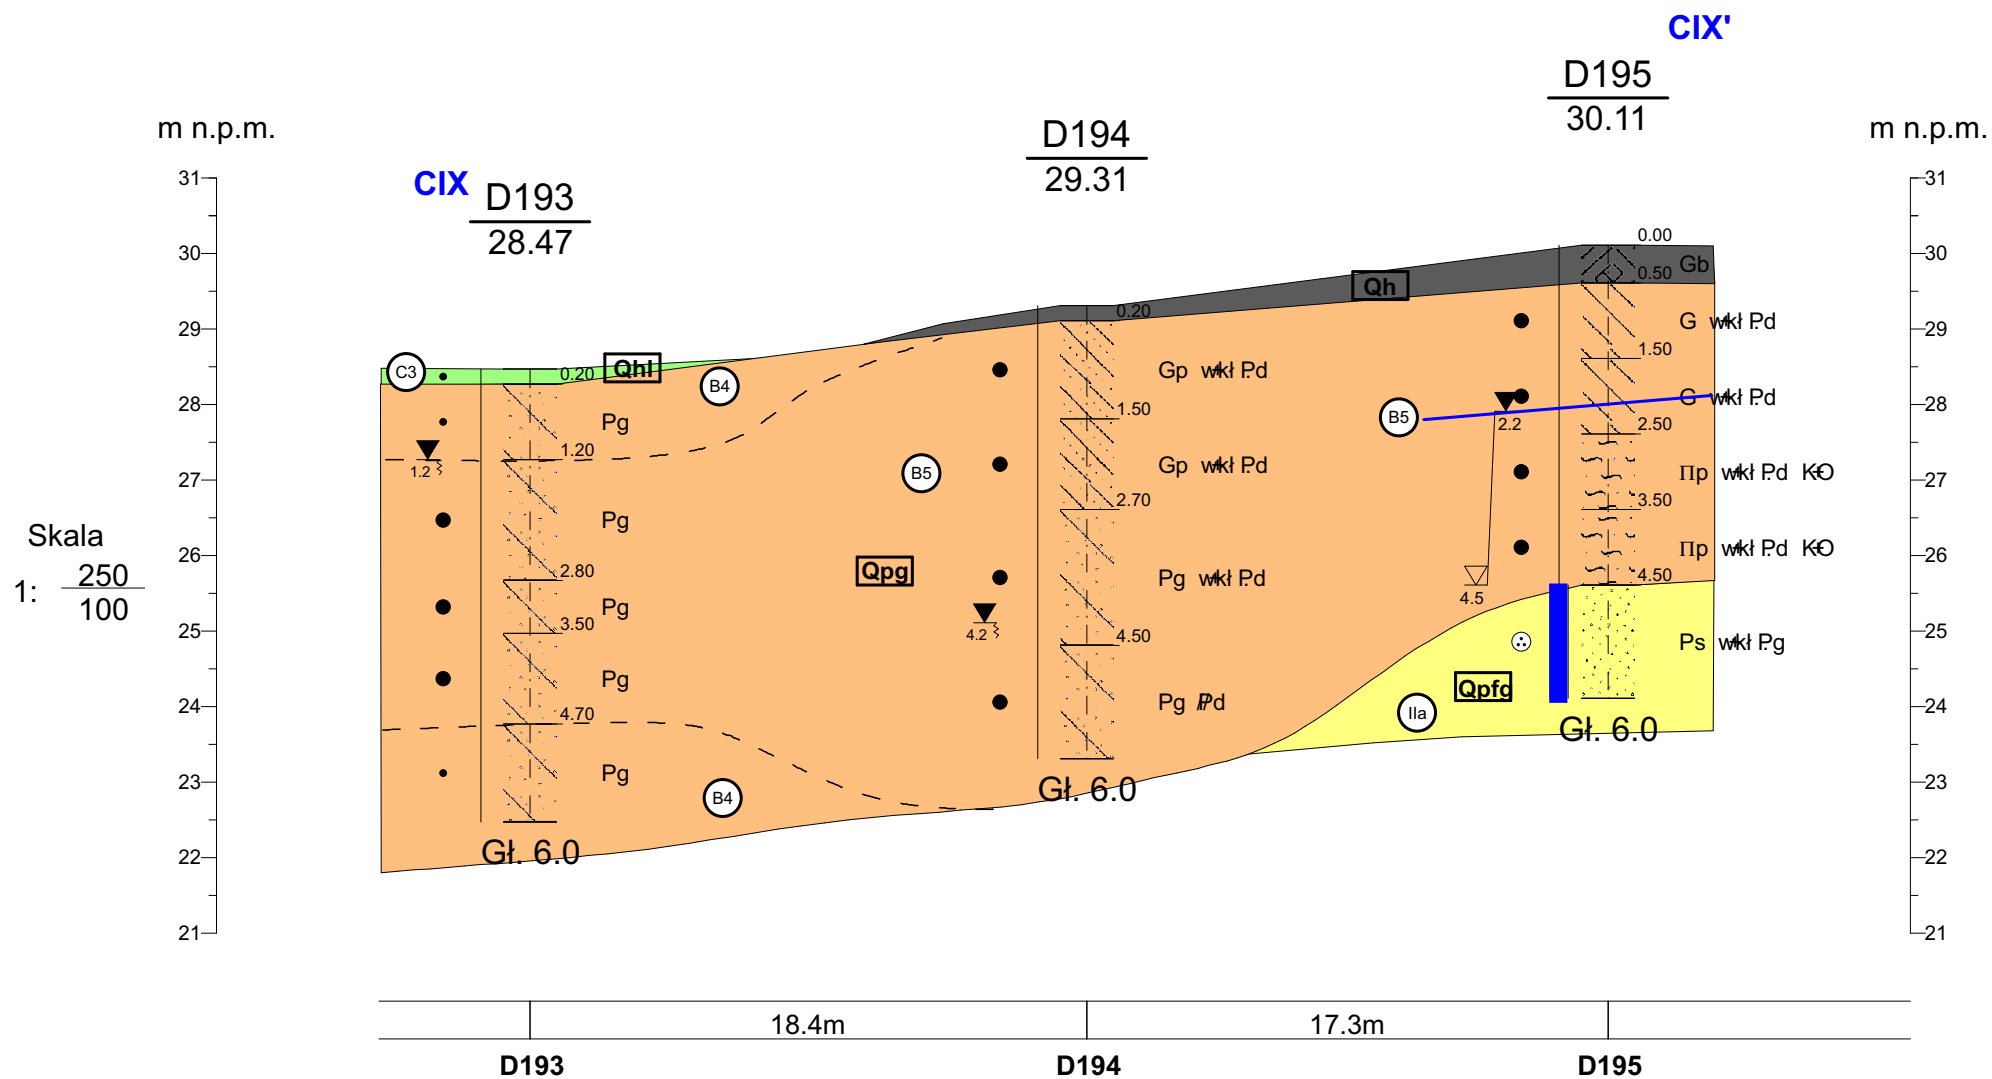 CIX'
D195
30.11
m n.p.m.
D194
29.31
m n.p.m.
CIX
D193
28.47
31
30
29
28
27
26
25
24
23
22
21
31
30
29
28
27
26
25
24
23
22
21
Skala
1: 250
100
C3
Qhl
0.20
B4
Pg
1.20
1.2
Pg
2.80
Pg
3.50
Pg
4.70
Pg
B4
Gł. 6.0
0.20
Gp wkł Pd
1.50
B5
Gp wkł Pd
2.70
Qpg
Pg wkł Pd
4.2
4.50
Pg Pd
Gł. 6.0
Qh
0.00
Gb
0.50
G wkł Pd
1.50
G wkł Pd
B5
2.2
2.50
Πp wkł Pd KO
3.50
Πp wkł Pd KO
4.5
4.50
Ps wkł Pg
Qpfg
IIa
Gł. 6.0
18.4m
17.3m
D193
D194
D195